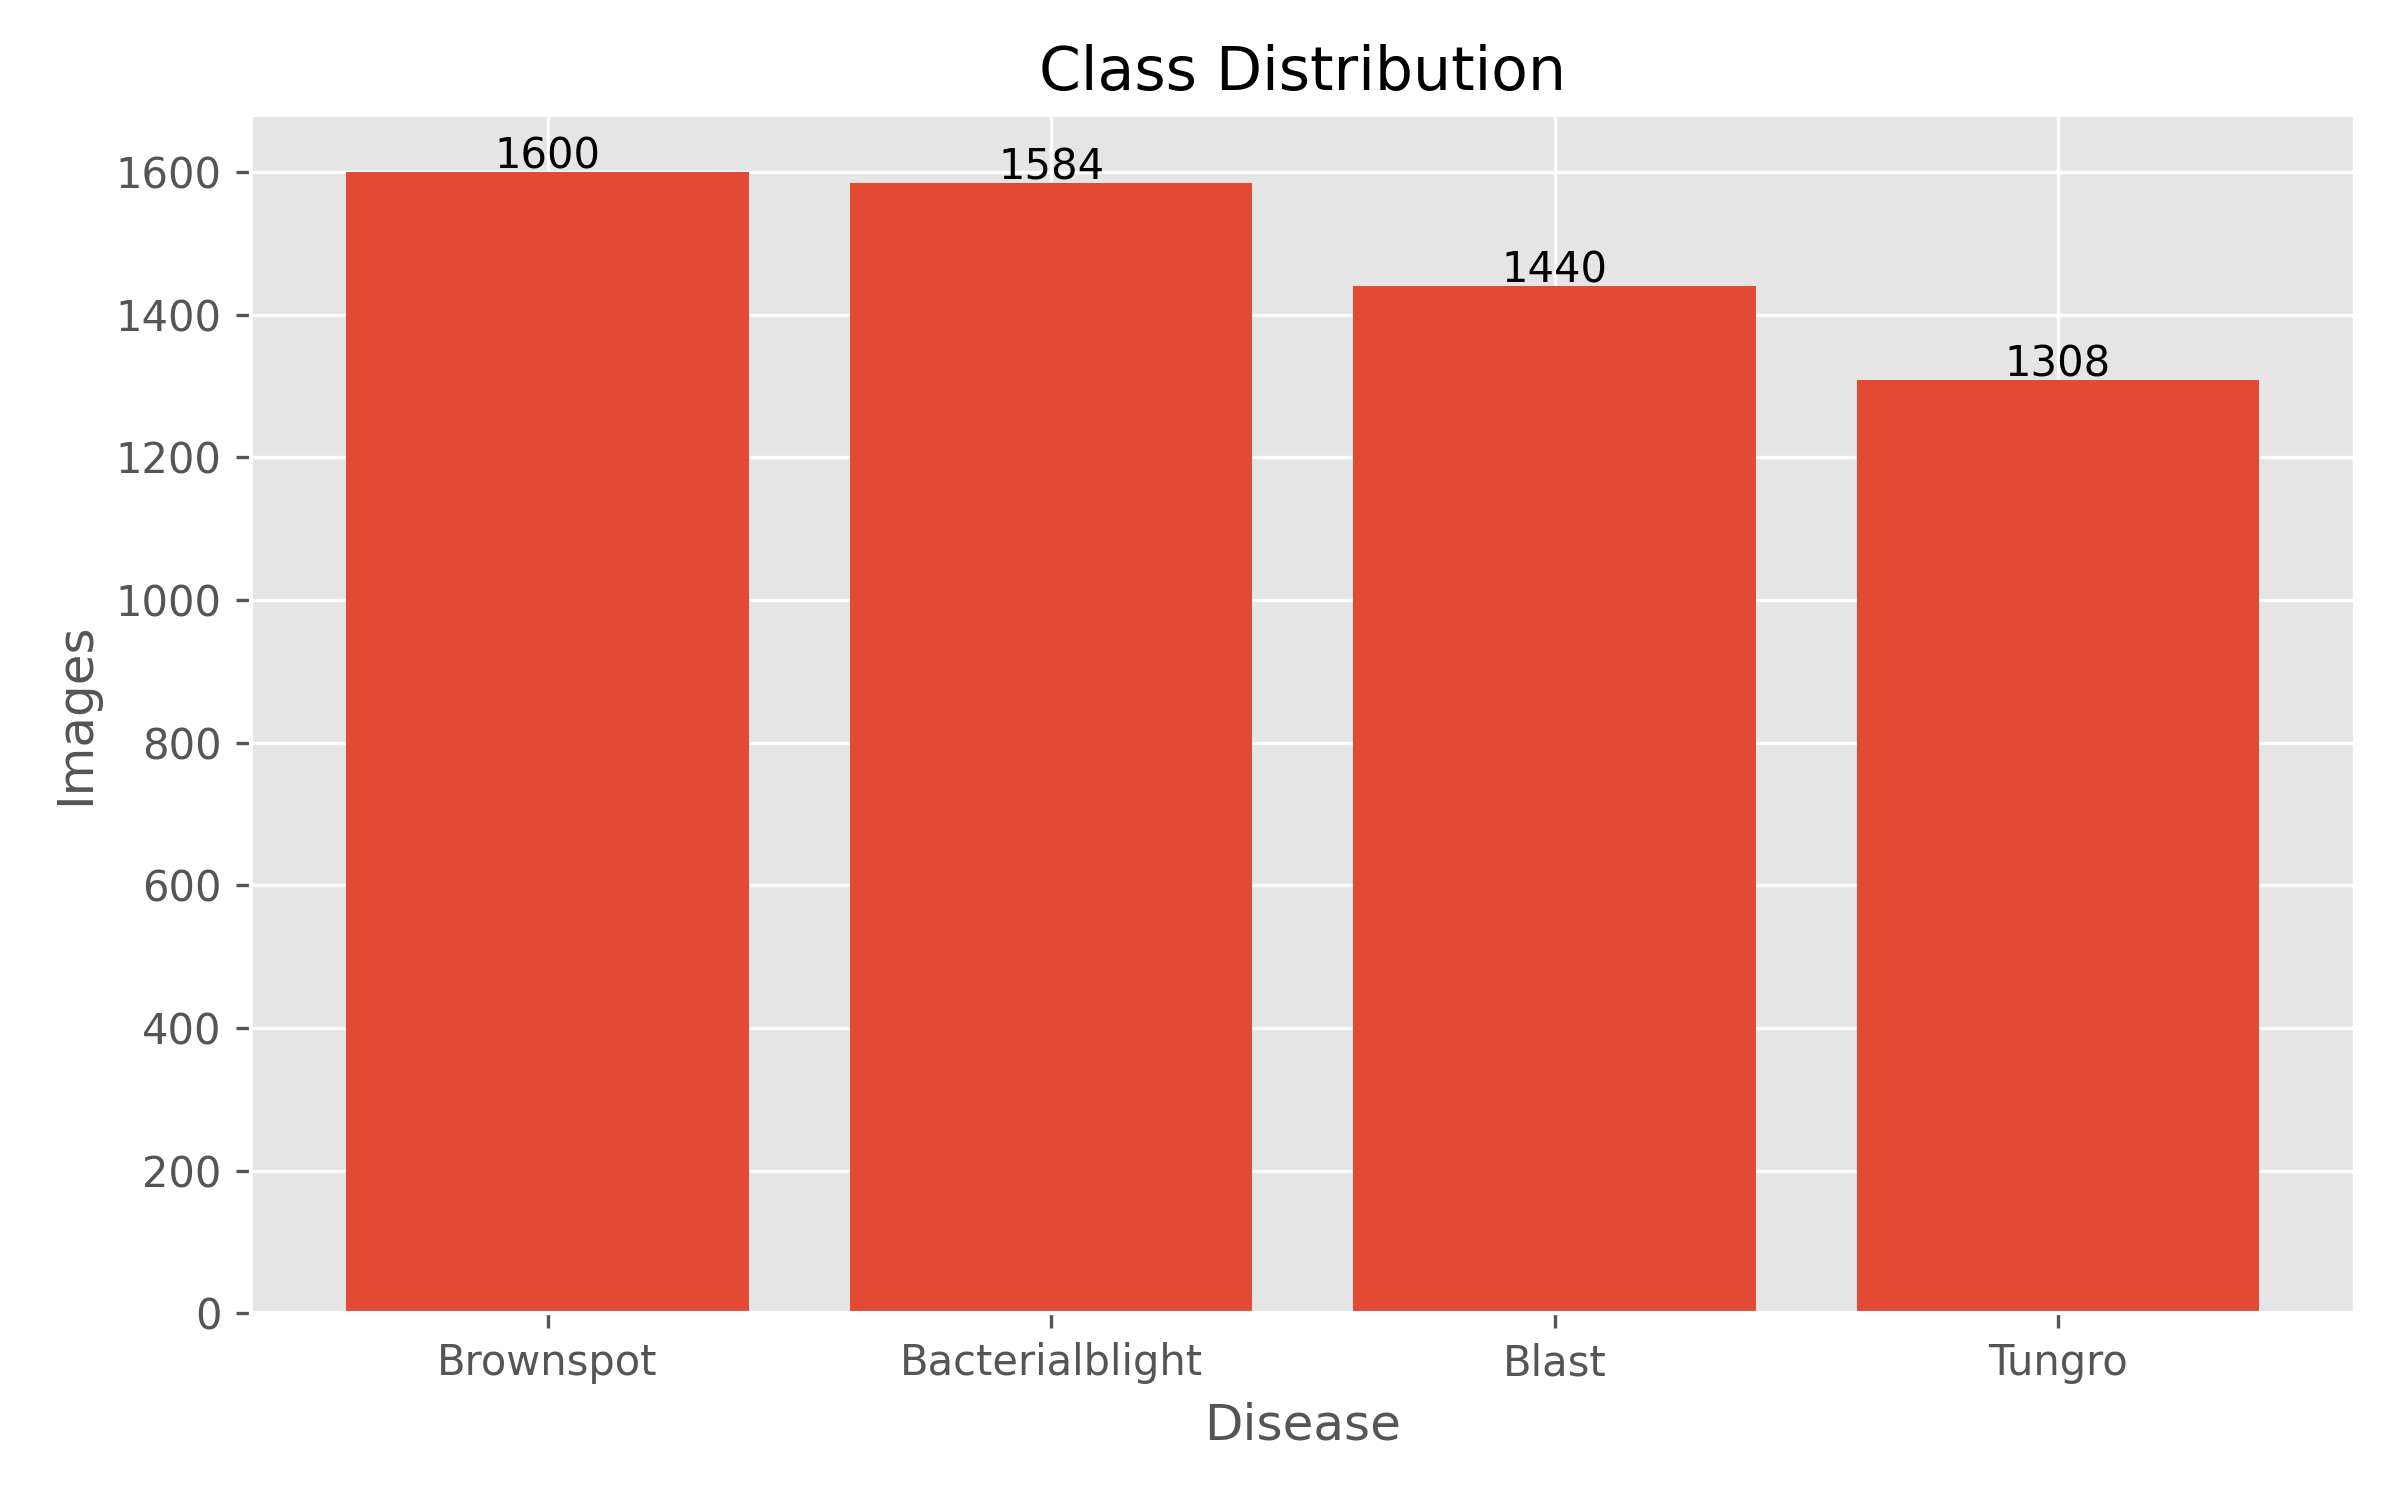 Class Distribution
1600
1584
1440
1308
1600
1400
1200
1000
800
600
400
200
0
Images
Brownspot
Bacterialblight
Blast
Tungro
Disease